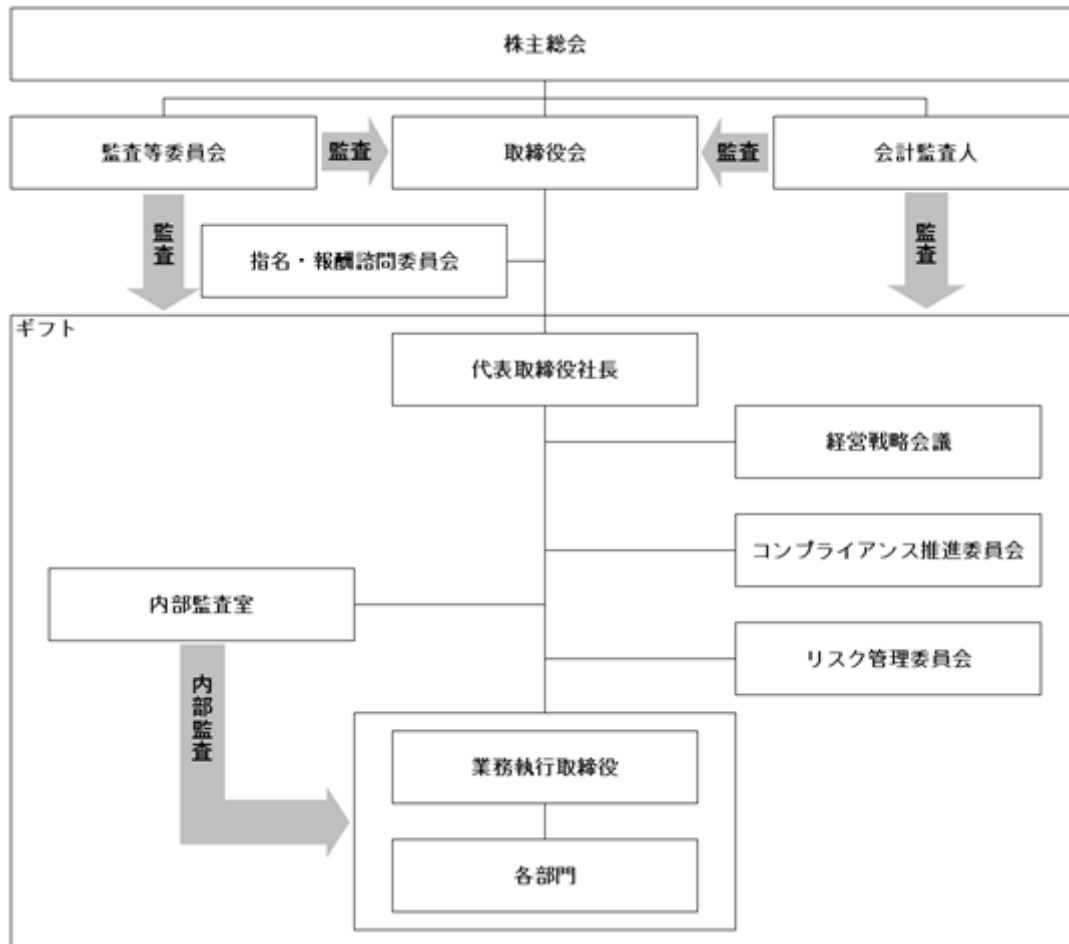 株主総会
監査等委員会
監査
取締役会
監査
会計監査人
監査
指名・報酬諮問委員会
監査
ギフト
代表取締役社長
経営戦略会議
コンプライアンス推進委員会
内部監査室
リスク管理委員会
内部監査
業務執行取締役
各部門